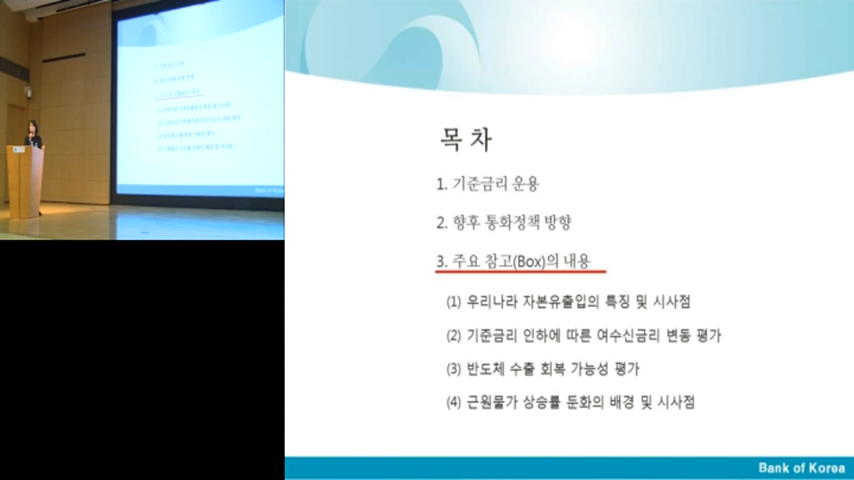 목 차
1. 기준금리 운용
2. 향후 통화정책 방향
3. 주요 참고(Box)의 내용
(1) 우리나라 자본유출입의 특징 및 시사점
(2) 기준금리 인하에 따른 여수신금리 변동 평가
(3) 반도체 수출 회복 가능성 평가
(4) 근원물가 상승률 둔화의 배경 및 시사점
Bank of Korea